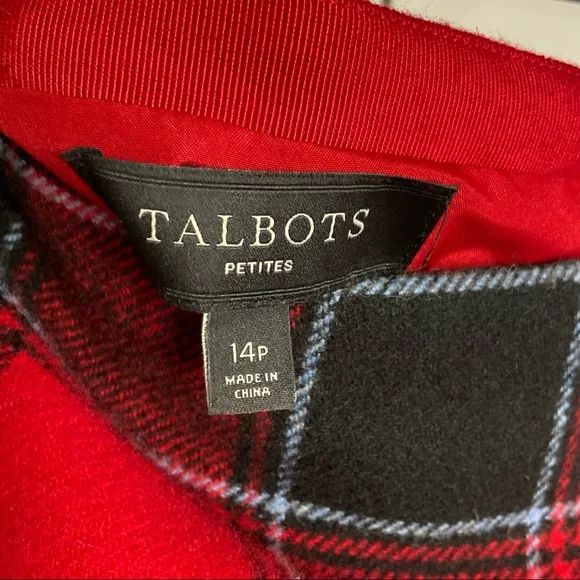 TALBOTS
PETITES
14P
MADE IN
CHINA